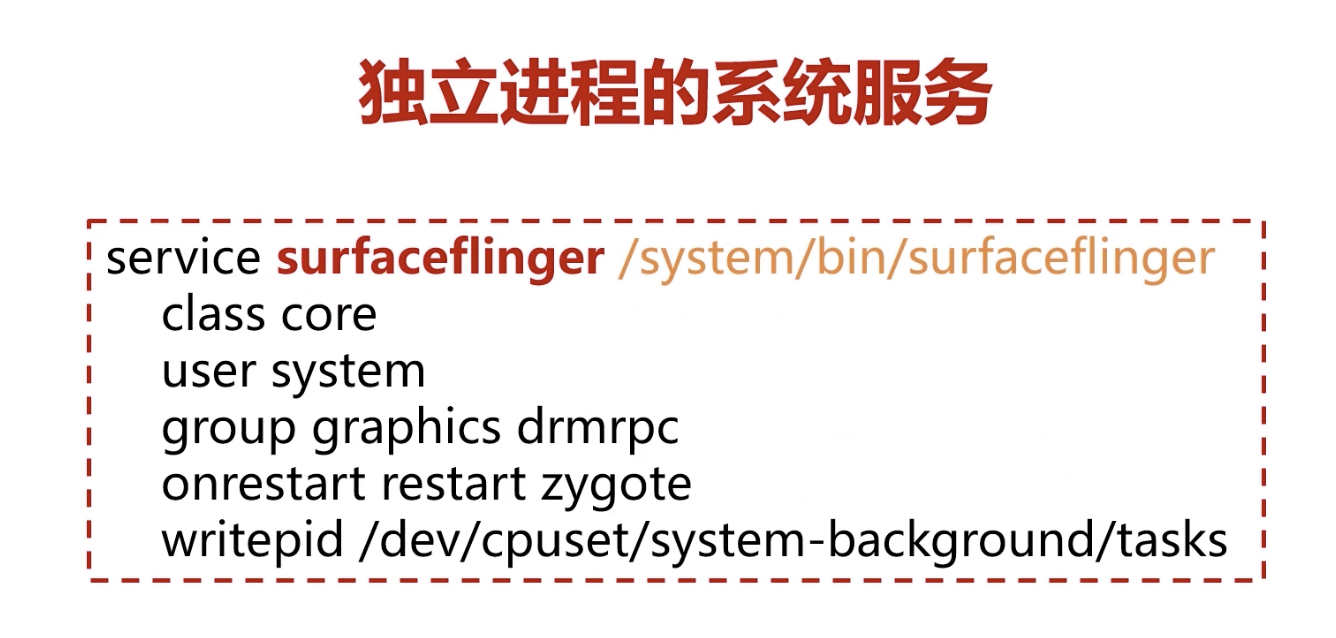 独立进程的系统服务
service surfaceflinger /system/bin/surfaceflinger
class core
user system
group graphics drmrpc
onrestart restart zygote
writepid /dev/cpuset/system-background/tasks